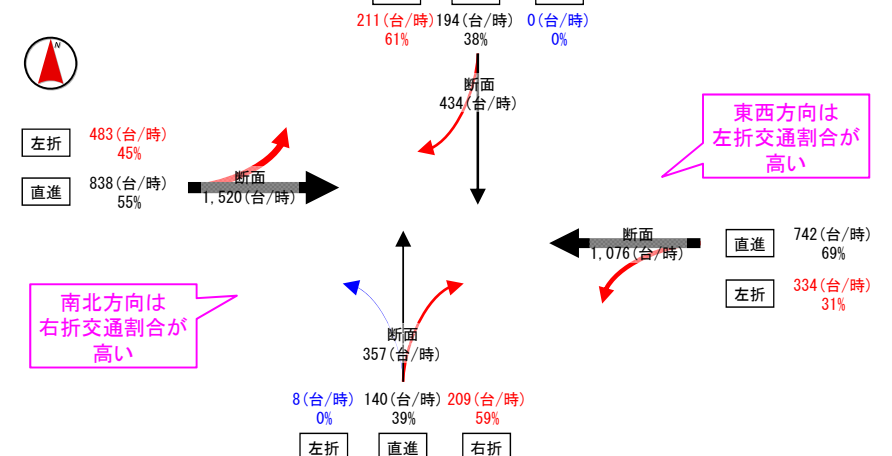 211(台/時)
61%
194(台/時)
38%
0(台/時)
0%
N
断面
434(台/時)
東西方向は
左折交通割合が
高い
左折
483(台/時)
45%
直進
838(台/時)
55%
断面
1,520(台/時)
断面
1,076(台/時)
直進
742(台/時)
69%
左折
334(台/時)
31%
南北方向は
右折交通割合が
高い
断面
357(台/時)
8(台/時)
0%
140(台/時)
39%
209(台/時)
59%
左折
直進
右折